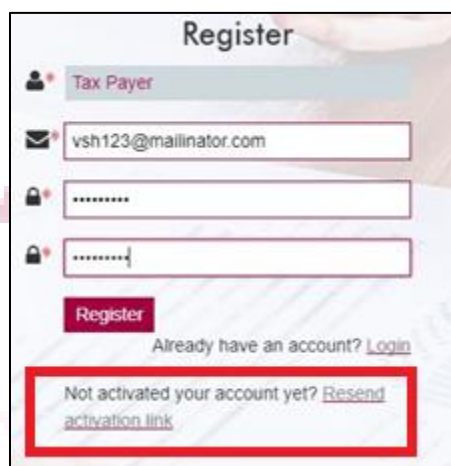 Register
Tax Payer
vsh123@mailinator.com
•••••••••
•••••••••
Register
Already have an account? Login
Not activated your account yet? Resend
activation link